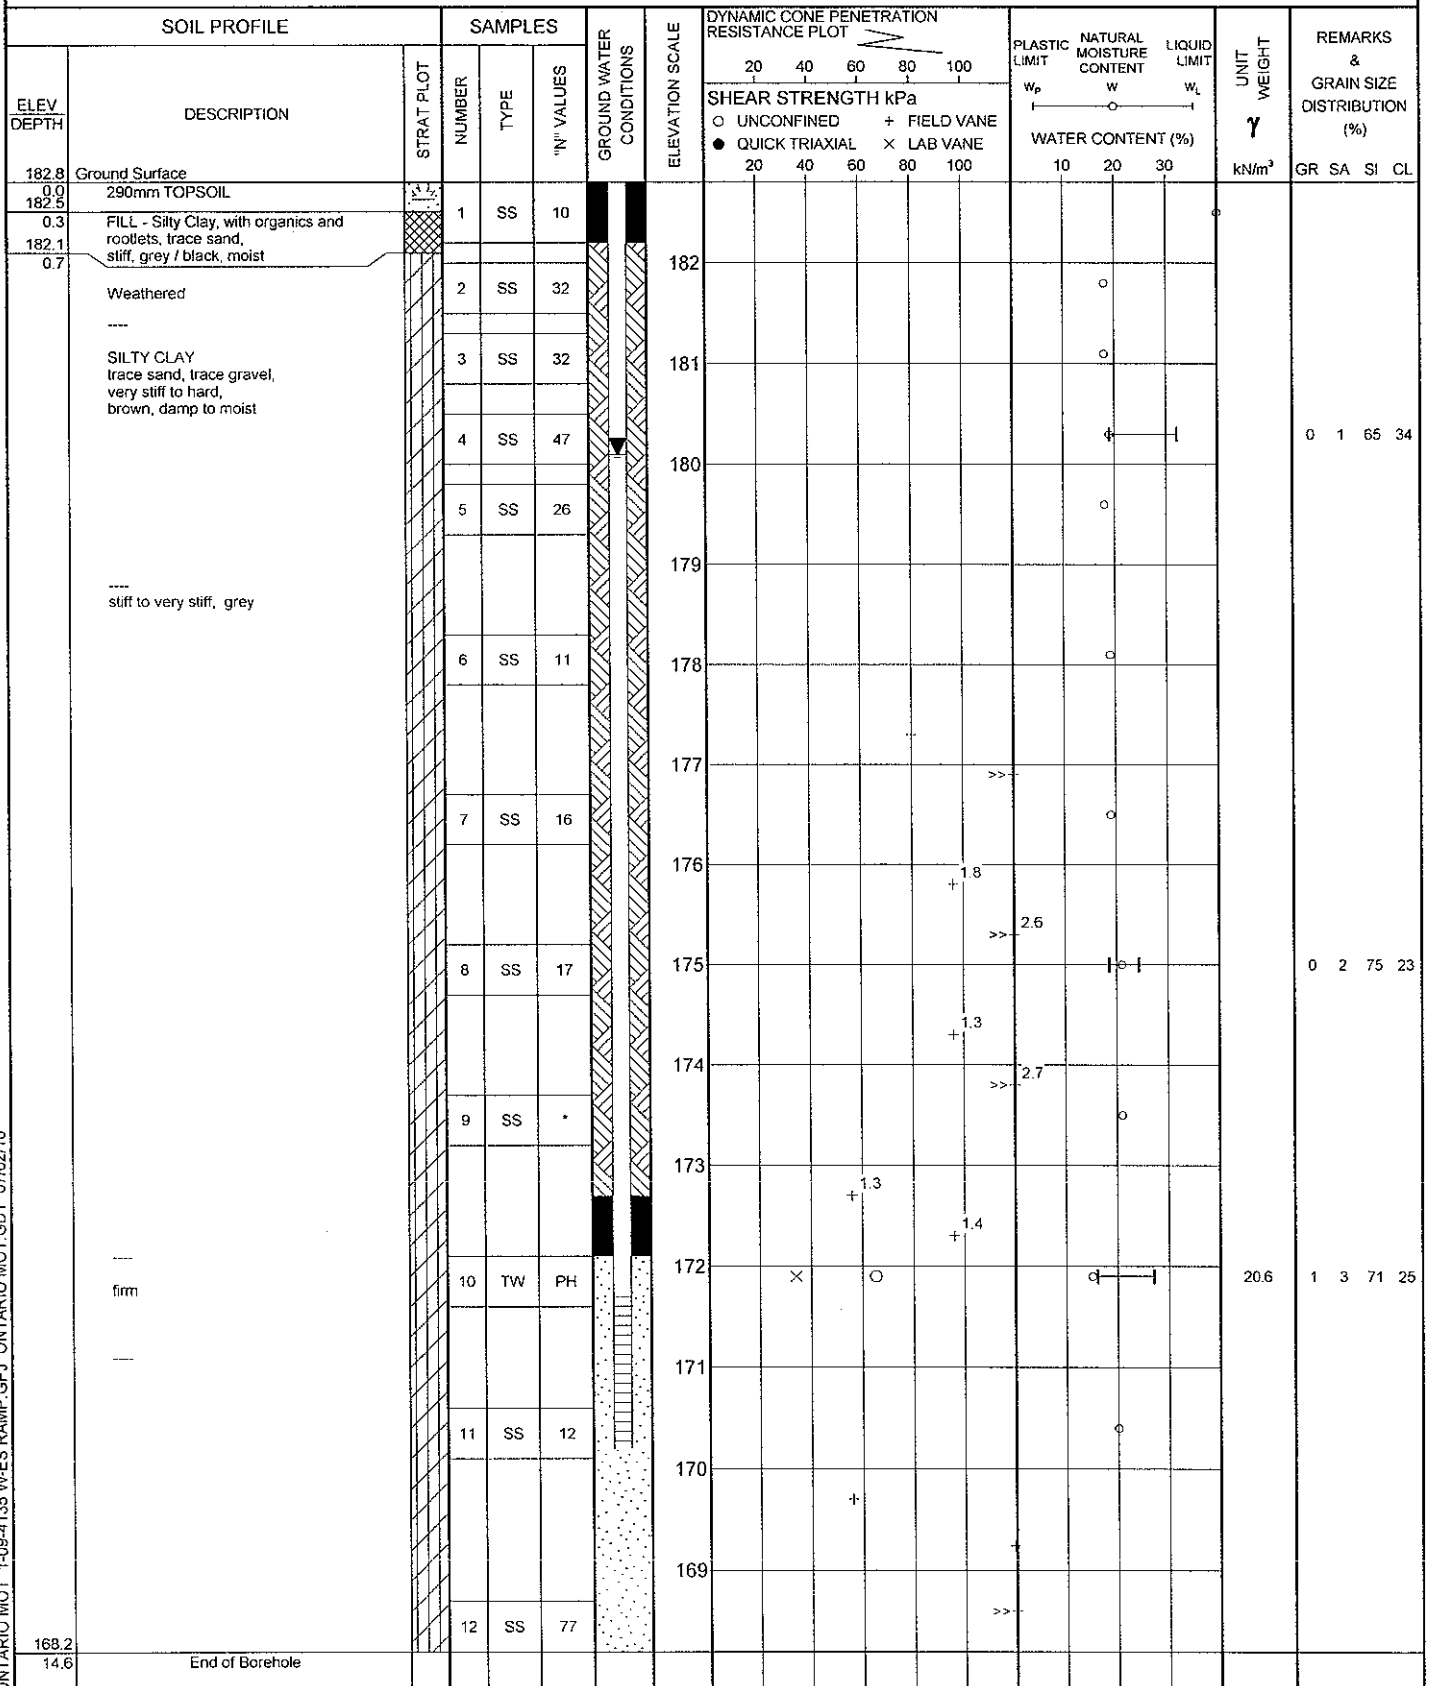 SOIL PROFILE
SAMPLES
GROUND WATER CONDITIONS
ELEVATION SCALE
DYNAMIC CONE PENETRATION
RESISTANCE PLOT
20 40 60 80 100
SHEAR STRENGTH kPa
○ UNCONFINED + FIELD VANE
● QUICK TRIAXIAL × LAB VANE
PLASTIC LIMIT
NATURAL MOISTURE CONTENT
LIQUID LIMIT
WP W WL
WATER CONTENT (%)
10 20 30
UNIT WEIGHT
γ
kN/m³
REMARKS
&
GRAIN SIZE
DISTRIBUTION
(%)
GR SA SI CL
ELEV
DEPTH
DESCRIPTION
STRAT PLOT
NUMBER
TYPE
"N" VALUES
182.8 Ground Surface
0.0 290mm TOPSOIL
182.5
0.3 FILL - Silty Clay, with organics and
rootlets, trace sand,
182.1 stiff, grey / black, moist
0.7
1 SS 10
182
Weathered
2 SS 32
----
SILTY CLAY
trace sand, trace gravel,
very stiff to hard,
brown, damp to moist
3 SS 32
181
4 SS 47
0 1 65 34
180
5 SS 26
179
----
stiff to very stiff, grey
6 SS 11
178
177
>>
7 SS 16
176
1.8
>> 2.6
8 SS 17
175
0 2 75 23
1.3
174
>> 2.7
9 SS *
173
1.3
1.4
----
172
firm
10 TW PH
20.6
1 3 71 25
----
171
11 SS 12
170
169
>>
12 SS 77
168.2
14.6 End of Borehole